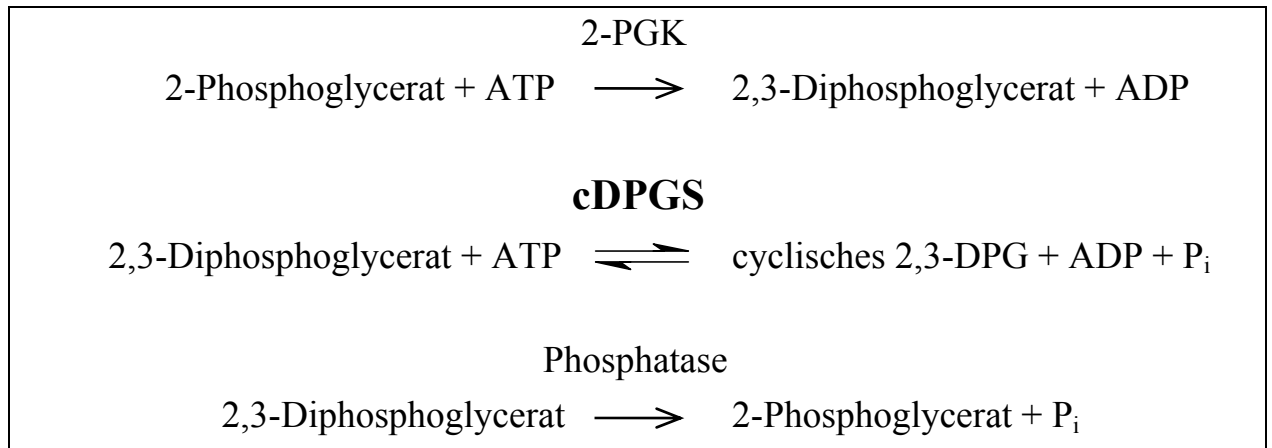 2-PGK
2-Phosphoglycerat + ATP ⟶ 2,3-Diphosphoglycerat + ADP
cDPGS
2,3-Diphosphoglycerat + ATP ⇌ cyclisches 2,3-DPG + ADP + Pi
Phosphatase
2,3-Diphosphoglycerat ⟶ 2-Phosphoglycerat + Pi